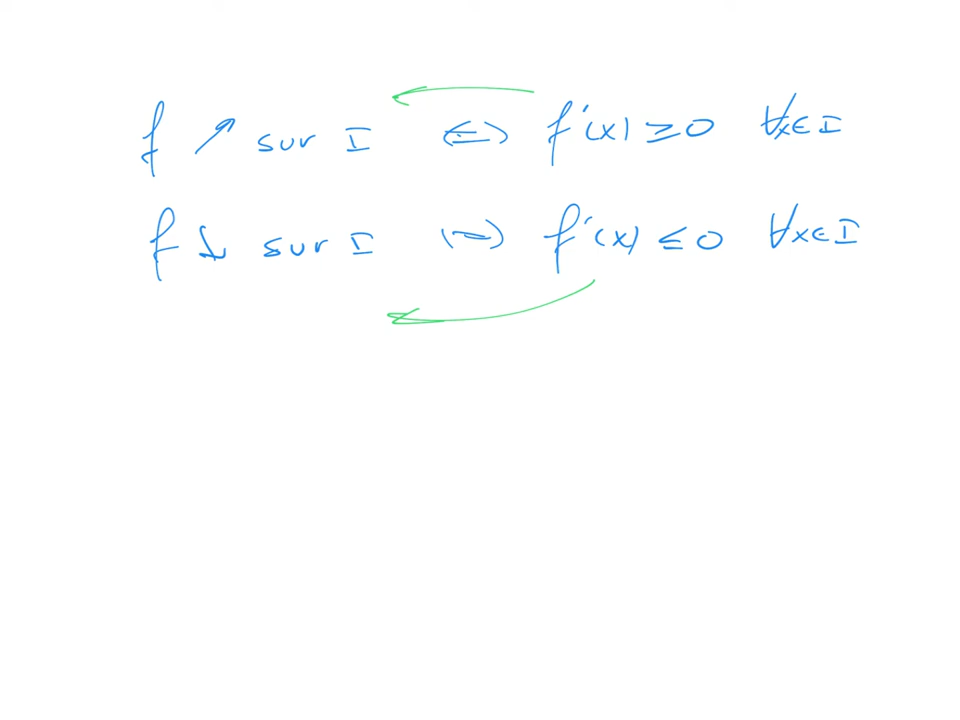 f ↗ sur I ⇔ f'(x) ≥ 0 ∀x∈I
f ↘ sur I ⇔ f'(x) ≤ 0 ∀x∈I